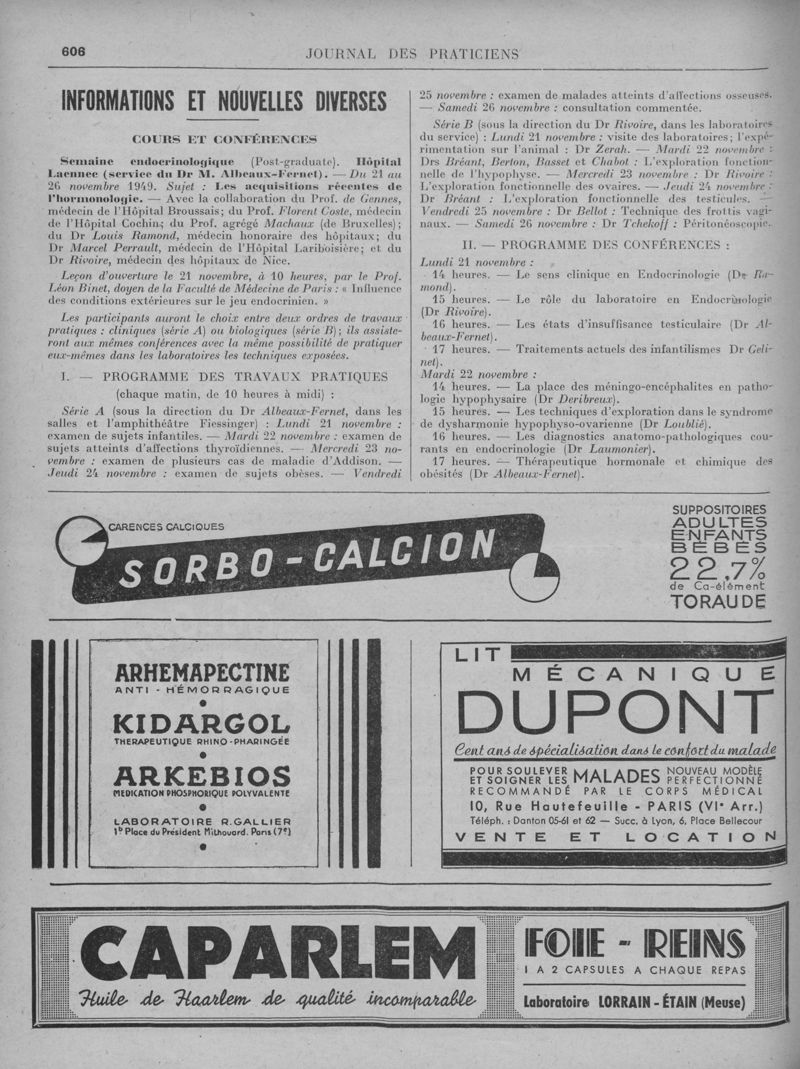 606
JOURNAL DES PRATICIENS
INFORMATIONS ET NOUVELLES DIVERSES
COURS ET CONFÉRENCES
Semaine endocrinologique (Post-graduate). Hôpital
Laennec (service du Dr M. Albeaux-Fernet). — Du 21 au
26 novembre 1949. Sujet : Les acquisitions récentes de
l'hormonologie. — Avec la collaboration du Prof. de Gennes,
médecin de l'Hôpital Broussais; du Prof. Florent Coste, médecin
de l'Hôpital Cochin; du Prof. agrégé Machaux (de Bruxelles);
du Dr Louis Ramond, médecin honoraire des hôpitaux; du
Dr Marcel Perrault, médecin de l'Hôpital Lariboisière; et du
Dr Rivoire, médecin des hôpitaux de Nice.
Leçon d'ouverture le 21 novembre, à 10 heures, par le Prof.
Léon Binet, doyen de la Faculté de Médecine de Paris : « Influence
des conditions extérieures sur le jeu endocrinien. »
Les participants auront le choix entre deux ordres de travaux
pratiques : cliniques (série A) ou biologiques (série B); ils assiste-
ront aux mêmes conférences avec la même possibilité de pratiquer
eux-mêmes dans les laboratoires les techniques exposées.
I. — PROGRAMME DES TRAVAUX PRATIQUES
(chaque matin, de 10 heures à midi) :
Série A (sous la direction du Dr Albeaux-Fernet, dans les
salles et l'amphithéâtre Fiessinger) : Lundi 21 novembre :
examen de sujets infantiles. — Mardi 22 novembre : examen de
sujets atteints d'affections thyroïdiennes. — Mercredi 23 no-
vembre : examen de plusieurs cas de maladie d'Addison. —
Jeudi 24 novembre : examen de sujets obèses. — Vendredi
25 novembre : examen de malades atteints d'affections osseuses.
— Samedi 26 novembre : consultation commentée.
Série B (sous la direction du Dr Rivoire, dans les laboratoires
du service) : Lundi 21 novembre : visite des laboratoires; l'expé-
rimentation sur l'animal : Dr Zerah. — Mardi 22 novembre :
Drs Bréant, Berton, Basset et Chabot : L'exploration fonction-
nelle de l'hypophyse. — Mercredi 23 novembre : Dr Rivoire :
L'exploration fonctionnelle des ovaires. — Jeudi 24 novembre :
Dr Bréant : L'exploration fonctionnelle des testicules. —
Vendredi 25 novembre : Dr Bellot : Technique des frottis vagi-
naux. — Samedi 26 novembre : Dr Tchekoff : Péritonéoscopie.
II. — PROGRAMME DES CONFÉRENCES :
Lundi 21 novembre :
14 heures. — Le sens clinique en Endocrinologie (Dr Ra-
mond).
15 heures. — Le rôle du laboratoire en Endocrinologie
(Dr Rivoire).
16 heures. — Les états d'insuffisance testiculaire (Dr Al-
beaux-Fernet).
17 heures. — Traitements actuels des infantilismes Dr Geli-
net).
Mardi 22 novembre :
14 heures. — La place des méningo-encéphalites en patho-
logie hypophysaire (Dr Deribreux).
15 heures. — Les techniques d'exploration dans le syndrome
de dysharmonie hypophyso-ovarienne (Dr Loublié).
16 heures. — Les diagnostics anatomo-pathologiques cou-
rants en endocrinologie (Dr Laumonier).
17 heures. — Thérapeutique hormonale et chimique des
obésités (Dr Albeaux-Fernet).
CARENCES CALCIQUES
SORBO-CALCION
SUPPOSITOIRES
ADULTES
ENFANTS
BÉBÉS
22,7%
de Ca-élément
TORAUDE
ARHEMAPECTINE
ANTI-HÉMORRAGIQUE
KIDARGOL
THERAPEUTIQUE RHINO-PHARINGÉE
ARKEBIOS
MEDICATION PHOSPHORIQUE POLYVALENTE
LABORATOIRE R.GALLIER
1b Place du Président Mithouard. Paris (7e)
LIT
MÉCANIQUE
DUPONT
Cent ans de spécialisation dans le confort du malade
POUR SOULEVER ET SOIGNER LES MALADES NOUVEAU MODÈLE PERFECTIONNÉ
RECOMMANDÉ PAR LE CORPS MÉDICAL
10, Rue Hautefeuille - PARIS (VIe Arr.)
Téléph. : Danton 05-61 et 62 — Succ. à Lyon, 6, Place Bellecour
VENTE ET LOCATION
CAPARLEM
Huile de Haarlem de qualité incomparable
FOIE - REINS
1 A 2 CAPSULES A CHAQUE REPAS
Laboratoire LORRAIN - ÉTAIN (Meuse)